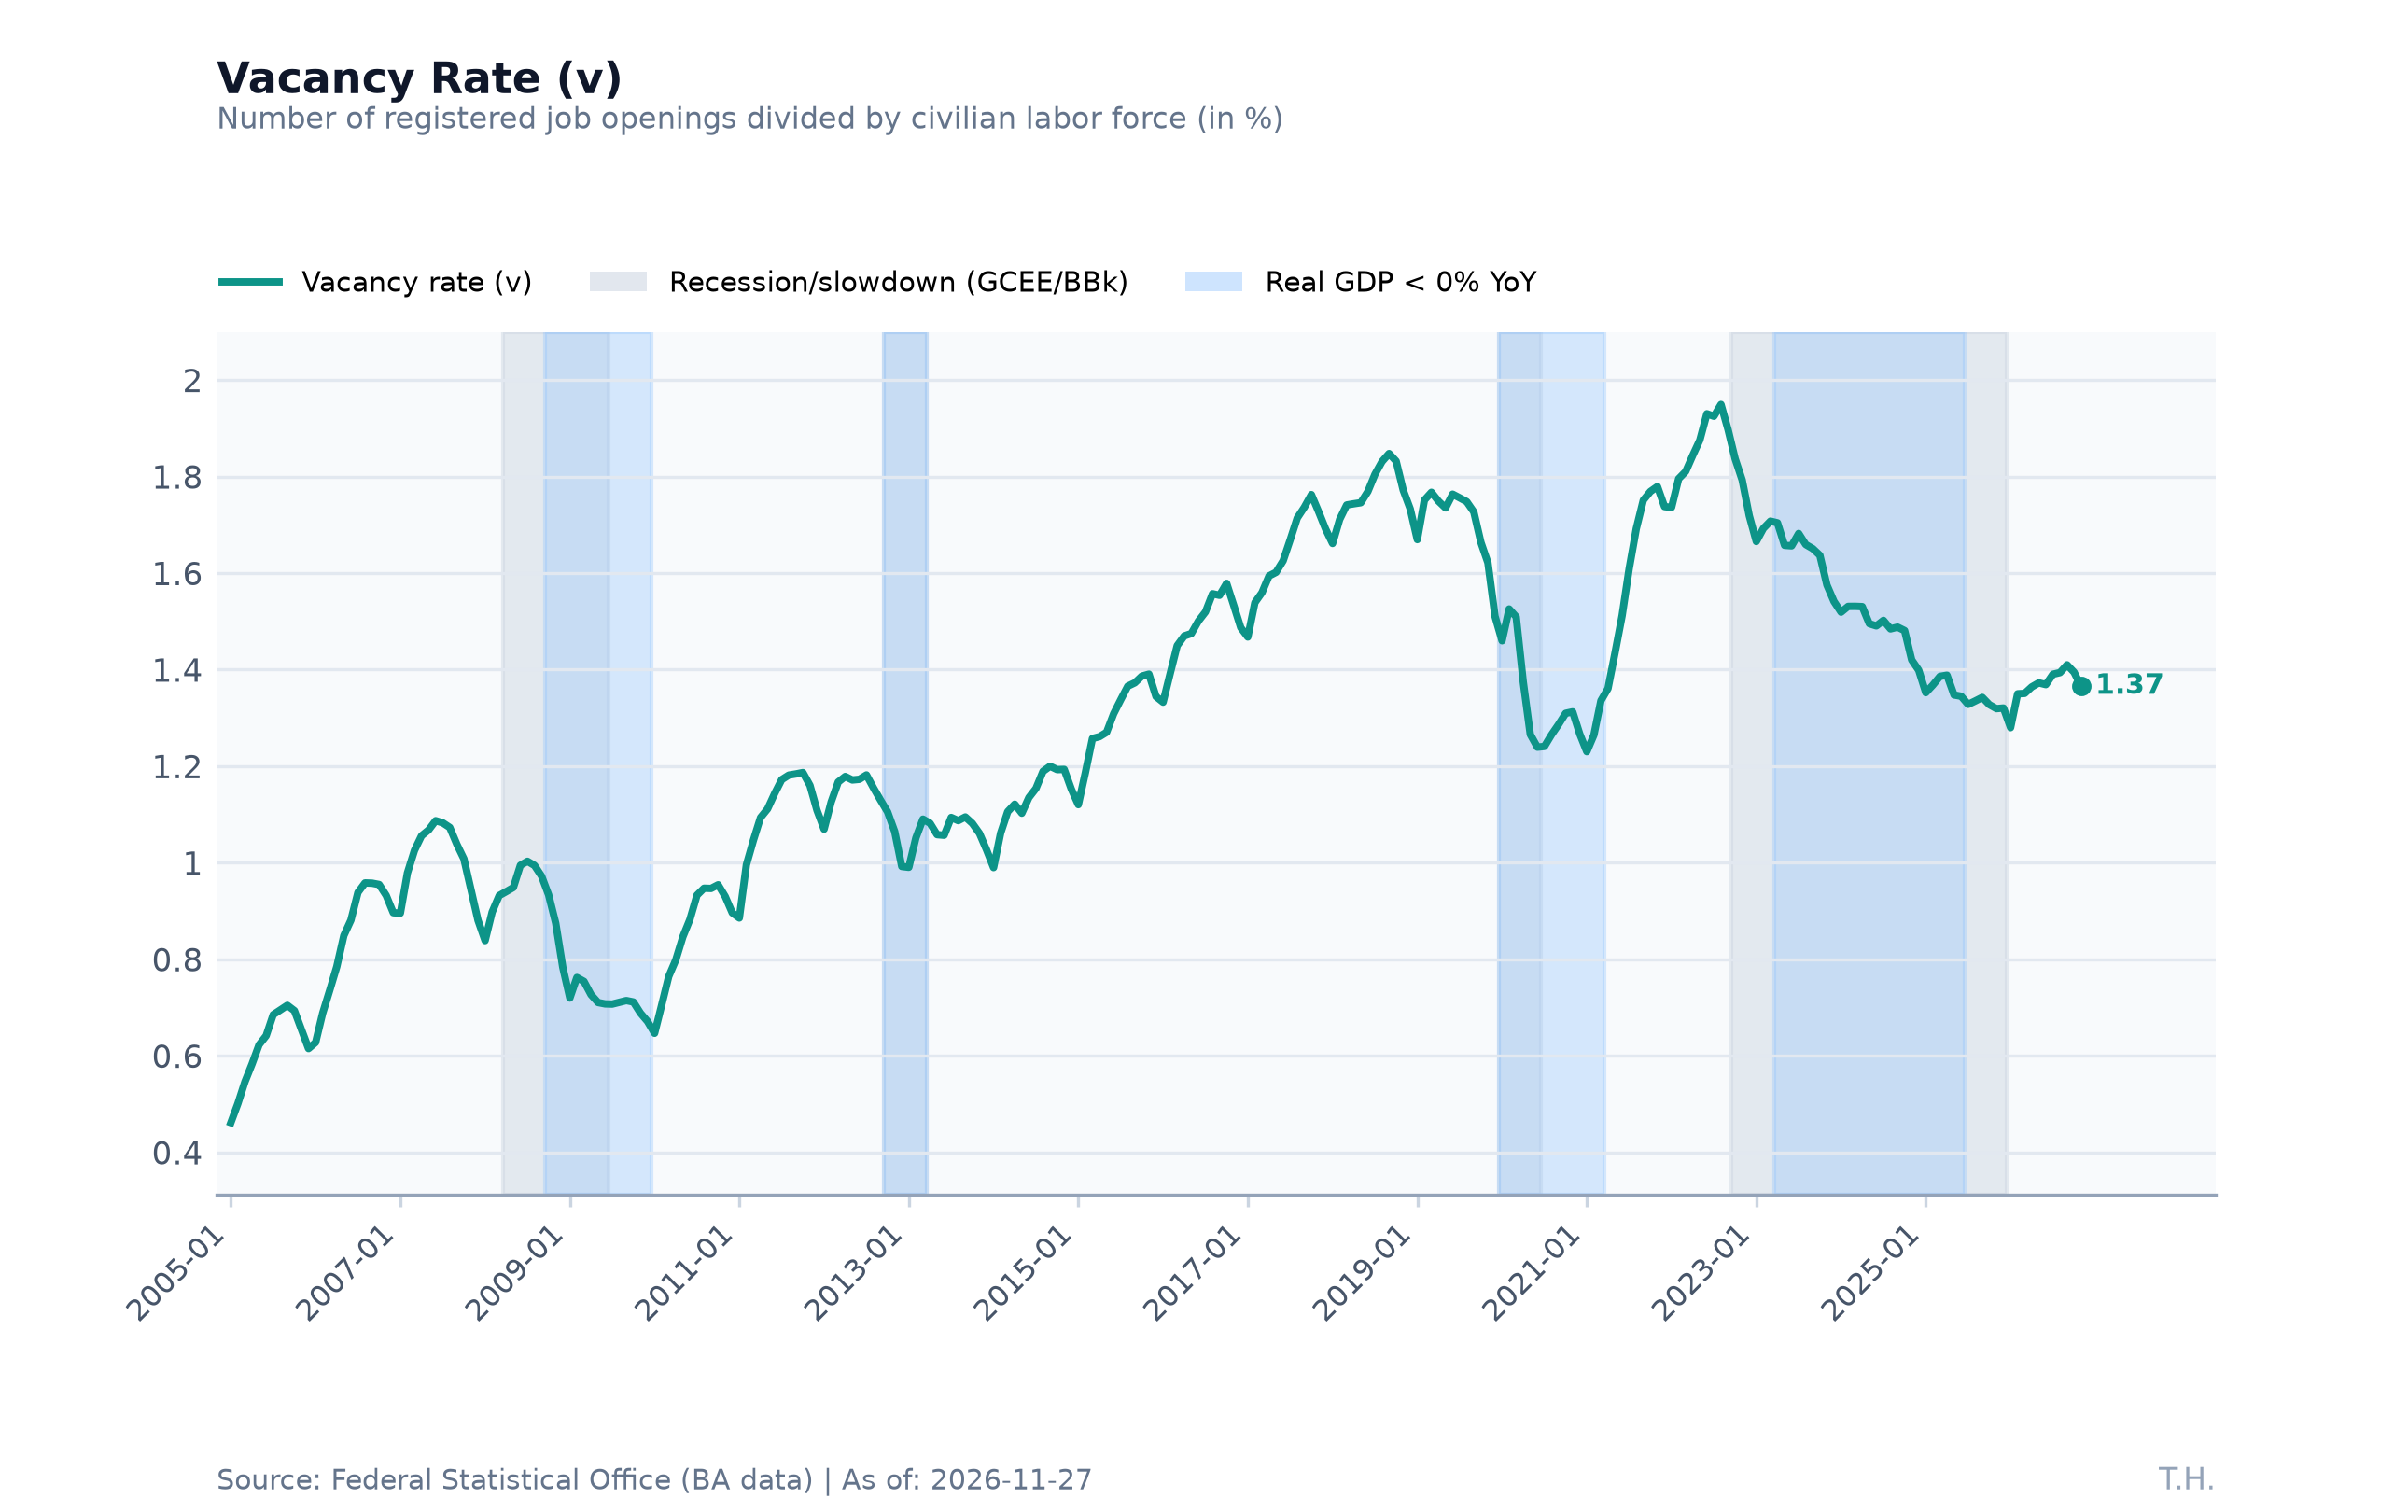 Vacancy Rate (v)
Number of registered job openings divided by civilian labor force (in %)
Vacancy rate (v) Recession/slowdown (GCEE/BBk) Real GDP < 0% YoY
2
1.8
1.6
1.4
1.2
1
0.8
0.6
0.4
1.37
2005-01 2007-01 2009-01 2011-01 2013-01 2015-01 2017-01 2019-01 2021-01 2023-01 2025-01
Source: Federal Statistical Office (BA data) | As of: 2026-11-27
T.H.